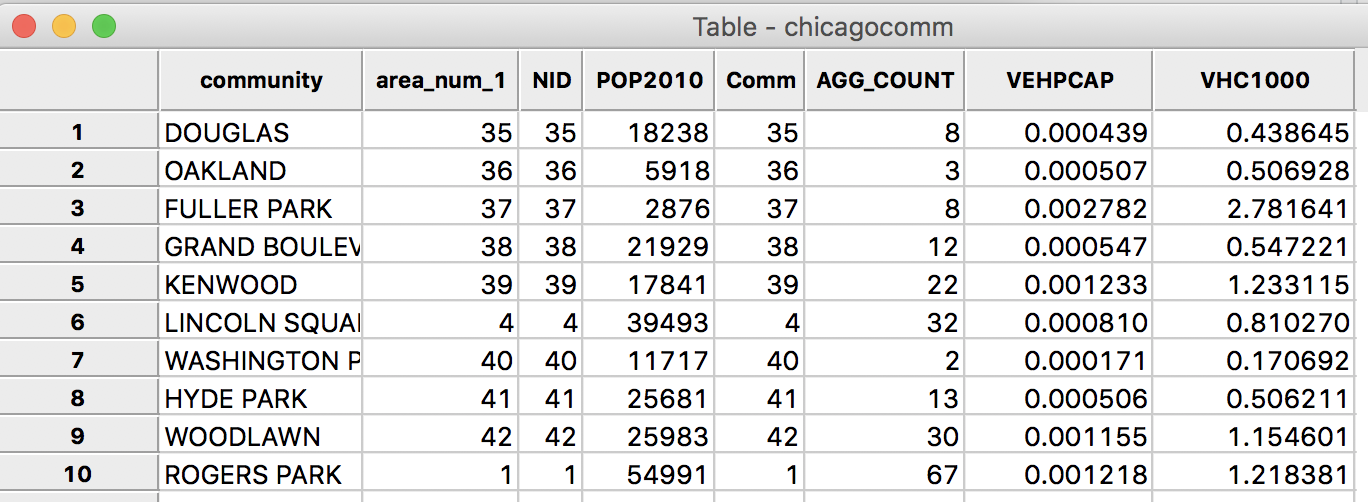 Table - chicagocomm
community area_num_1 NID POP2010 Comm AGG_COUNT VEHPCAP VHC1000
1 DOUGLAS 35 35 18238 35 8 0.000439 0.438645
2 OAKLAND 36 36 5918 36 3 0.000507 0.506928
3 FULLER PARK 37 37 2876 37 8 0.002782 2.781641
4 GRAND BOULEV 38 38 21929 38 12 0.000547 0.547221
5 KENWOOD 39 39 17841 39 22 0.001233 1.233115
6 LINCOLN SQUAI 4 4 39493 4 32 0.000810 0.810270
7 WASHINGTON P 40 40 11717 40 2 0.000171 0.170692
8 HYDE PARK 41 41 25681 41 13 0.000506 0.506211
9 WOODLAWN 42 42 25983 42 30 0.001155 1.154601
10 ROGERS PARK 1 1 54991 1 67 0.001218 1.218381